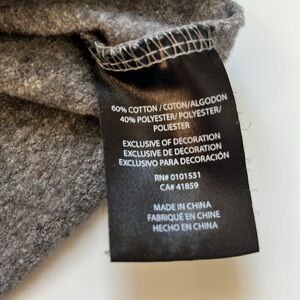 60% COTTON / COTON/ALGODON
40% POLYESTER/ POLYESTER/
POLIESTER
EXCLUSIVE OF DECORATION
EXCLUSIVE DE DECORATION
EXCLUSIVO PARA DECORACIÓN
RN# 0101531
CA# 41859
MADE IN CHINA
FABRIQUÉ EN CHINE
HECHO EN CHINA